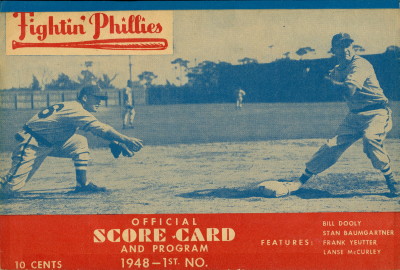 Fightin' Phillies
OFFICIAL
SCORE-CARD
AND PROGRAM
1948-1ST. NO.
10 CENTS
FEATURES:
BILL DOOLY
STAN BAUMGARTNER
FRANK YEUTTER
LANSE McCURLEY